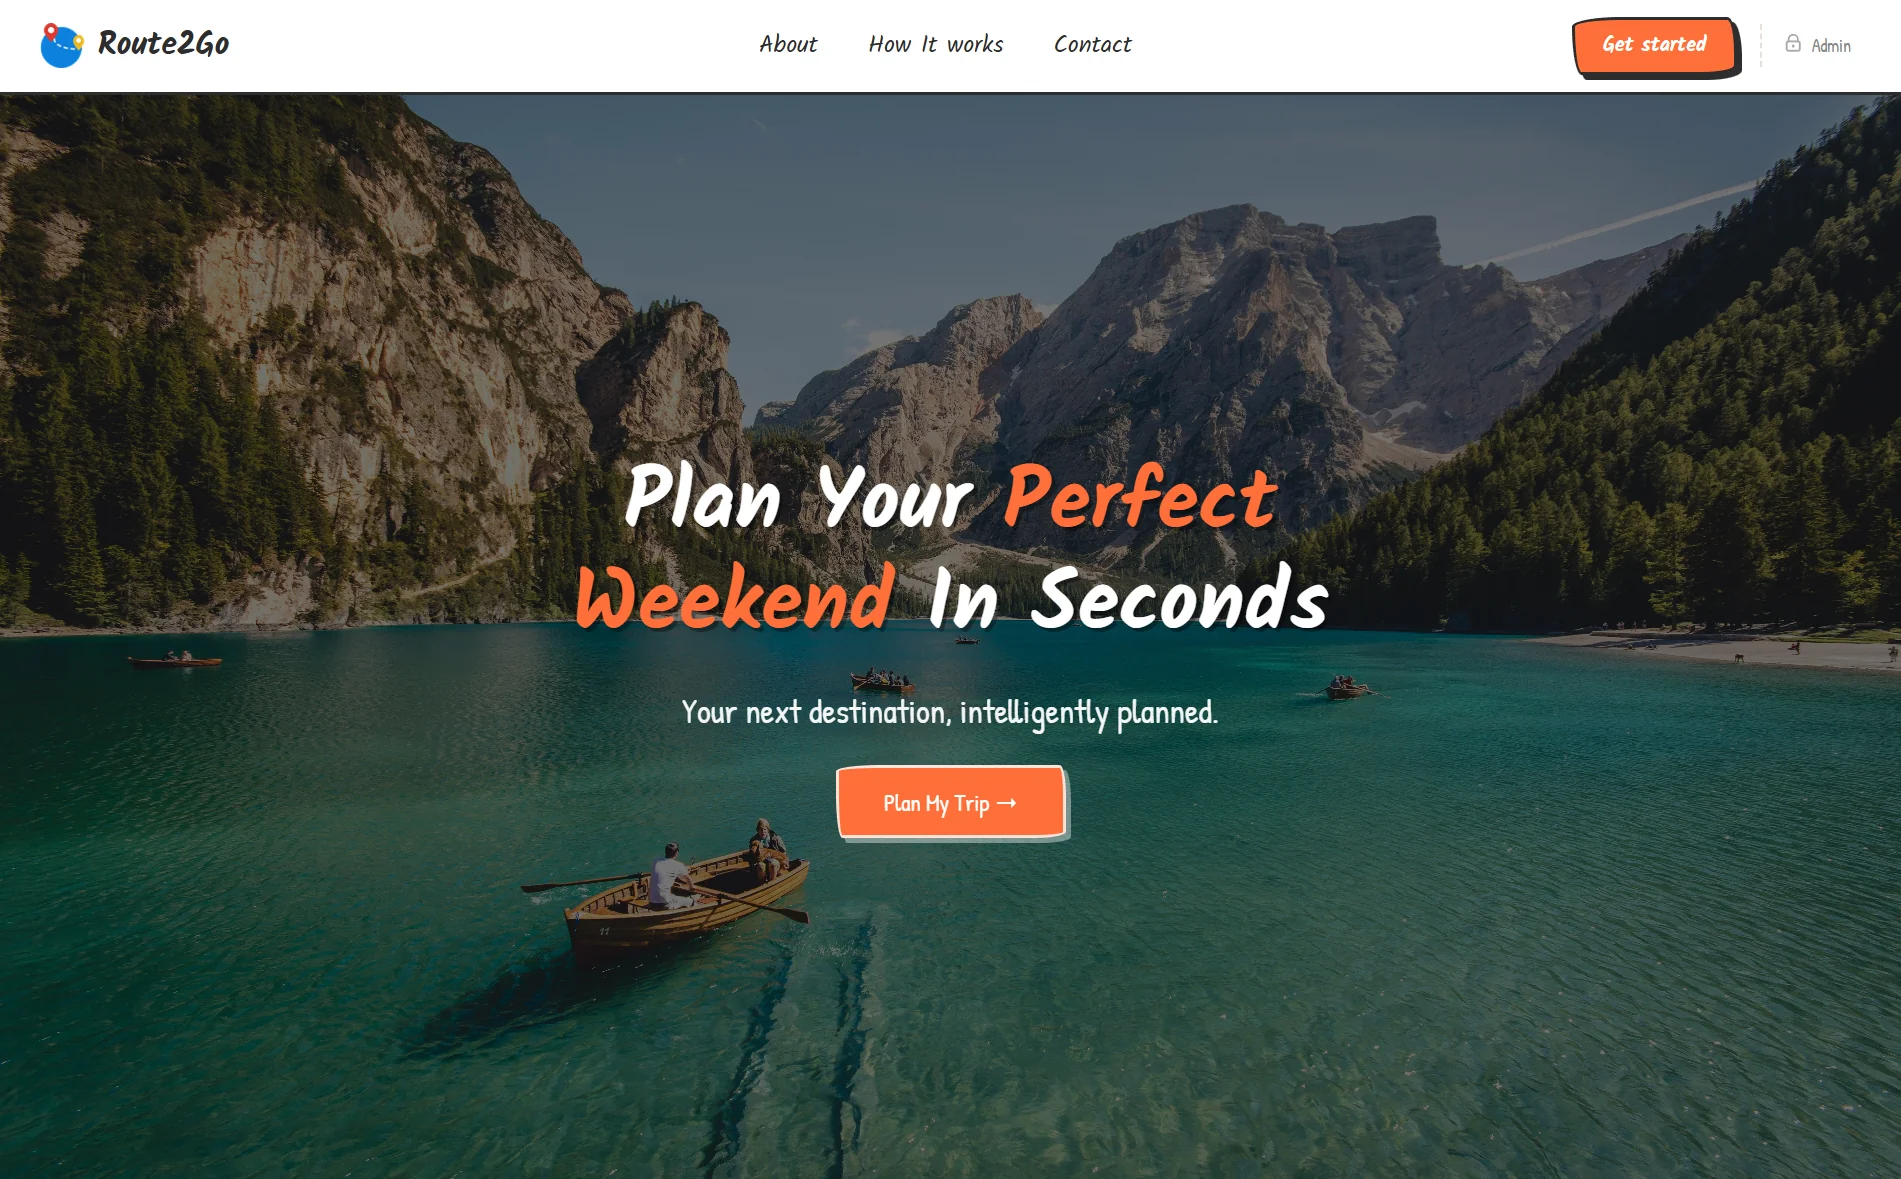 Route2Go
About
How It works
Contact
Get started
Admin
Plan Your Perfect
Weekend In Seconds
Your next destination, intelligently planned.
Plan My Trip →
11